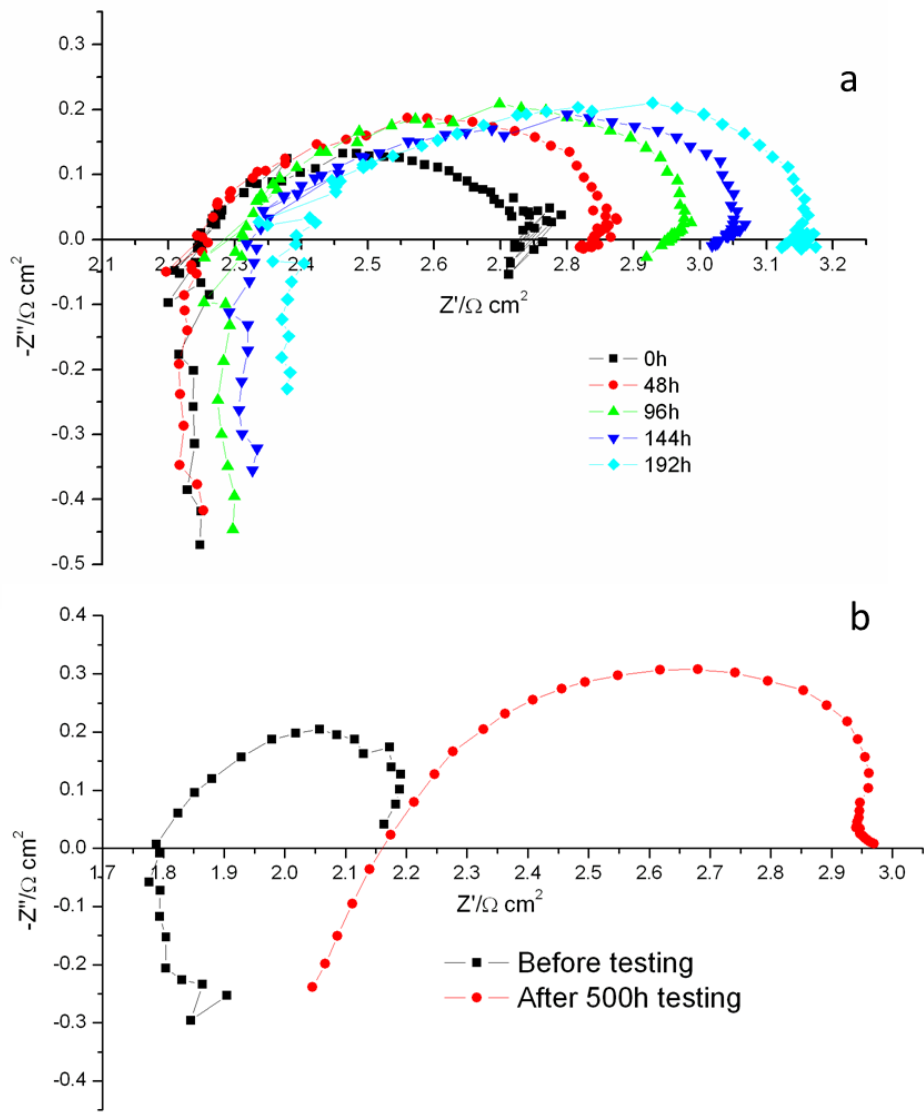 a
0.3
0.2
0.1
0.0
-0.1
-0.2
-0.3
-0.4
-0.5
2.1 2.2 2.3 2.4 2.5 2.6 2.7 2.8 2.9 3.0 3.1 3.2
-Z''/Ω cm²
Z'/Ω cm²
0h
48h
96h
144h
192h
b
0.4
0.3
0.2
0.1
0.0
-0.1
-0.2
-0.3
-0.4
1.7 1.8 1.9 2.0 2.1 2.2 2.3 2.4 2.5 2.6 2.7 2.8 2.9 3.0
-Z''/Ω cm²
Z'/Ω cm²
Before testing
After 500h testing